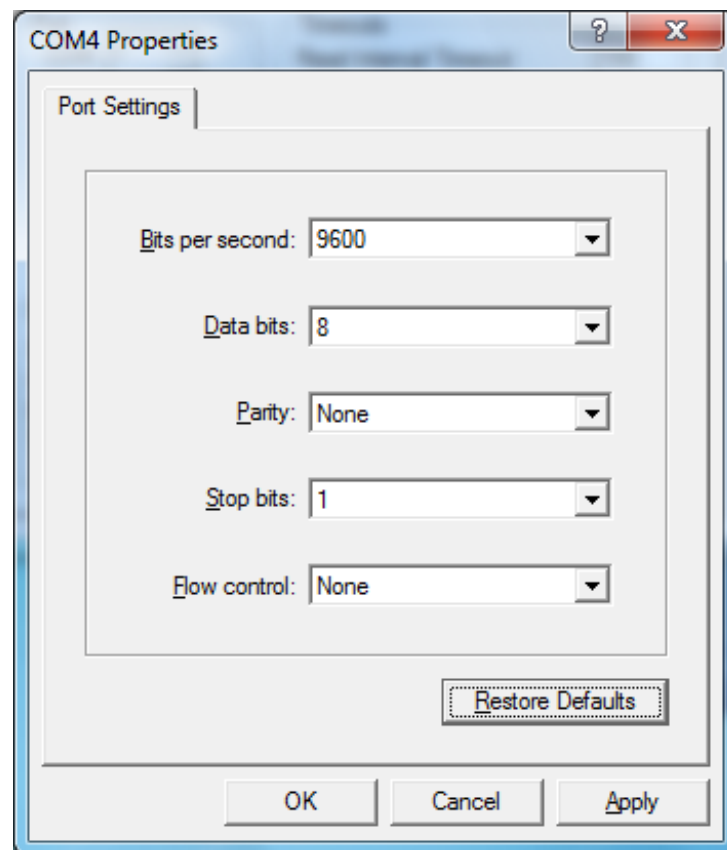 COM4 Properties
?
X
Port Settings
Bits per second: 9600
Data bits: 8
Parity: None
Stop bits: 1
Flow control: None
Restore Defaults
OK Cancel Apply